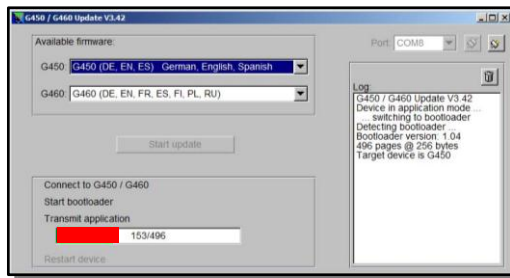 G450 / G460 Update V3.42
Available firmware:
G450: G450 (DE, EN, ES) German, English, Spanish
G460: G460 (DE, EN, FR, ES, FI, PL, RU)
Start update
Connect to G450 / G460
Start bootloader
Transmit application
153/496
Restart device
Port: COM8
Log:
G450 / G460 Update V3.42
Device in application mode ...
... switching to bootloader
Detecting bootloader ...
Bootloader version: 1.04
496 pages @ 256 bytes
Target device is G450